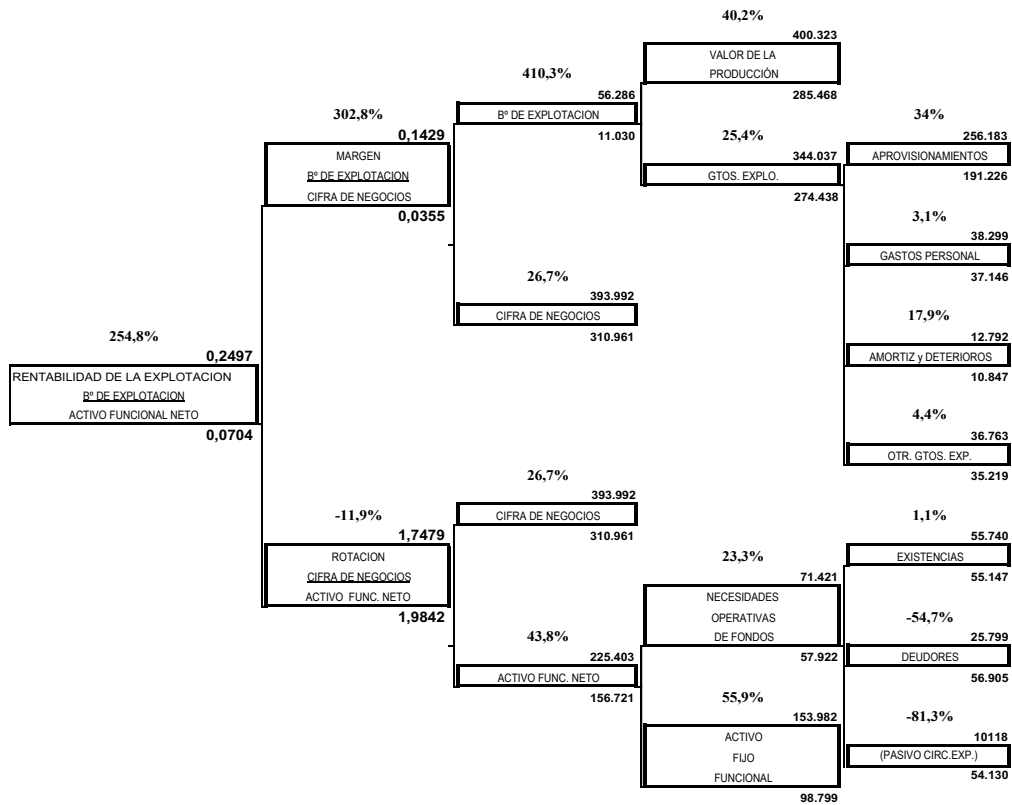 40,2%
400.323
VALOR DE LA
PRODUCCIÓN
285.468
410,3%
56.286
Bº DE EXPLOTACION
11.030
302,8%
0,1429
MARGEN
Bº DE EXPLOTACION
CIFRA DE NEGOCIOS
0,0355
25,4%
344.037
GTOS. EXPLO.
274.438
34%
256.183
APROVISIONAMIENTOS
191.226
3,1%
38.299
GASTOS PERSONAL
37.146
26,7%
393.992
CIFRA DE NEGOCIOS
310.961
17,9%
12.792
AMORTIZ y DETERIOROS
10.847
254,8%
0,2497
RENTABILIDAD DE LA EXPLOTACION
Bº DE EXPLOTACION
ACTIVO FUNCIONAL NETO
0,0704
4,4%
36.763
OTR. GTOS. EXP.
35.219
26,7%
393.992
CIFRA DE NEGOCIOS
310.961
-11,9%
1,7479
ROTACION
CIFRA DE NEGOCIOS
ACTIVO FUNC. NETO
1,9842
1,1%
55.740
EXISTENCIAS
55.147
23,3%
71.421
NECESIDADES
OPERATIVAS
DE FONDOS
57.922
-54,7%
25.799
DEUDORES
56.905
43,8%
225.403
ACTIVO FUNC. NETO
156.721
55,9%
153.982
ACTIVO
FIJO
FUNCIONAL
98.799
-81,3%
10118
(PASIVO CIRC.EXP.)
54.130